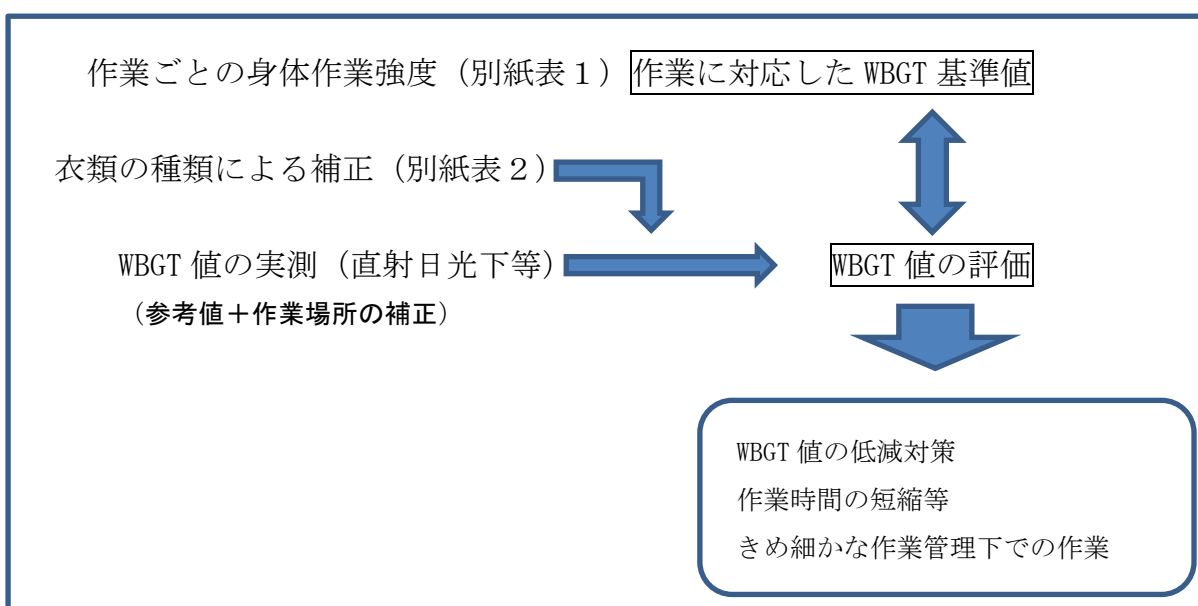 作業ごとの身体作業強度（別紙表１）作業に対応した WBGT 基準値
衣類の種類による補正（別紙表２）
WBGT 値の実測（直射日光下等） WBGT 値の評価
（参考値＋作業場所の補正）
WBGT 値の低減対策
作業時間の短縮等
きめ細かな作業管理下での作業